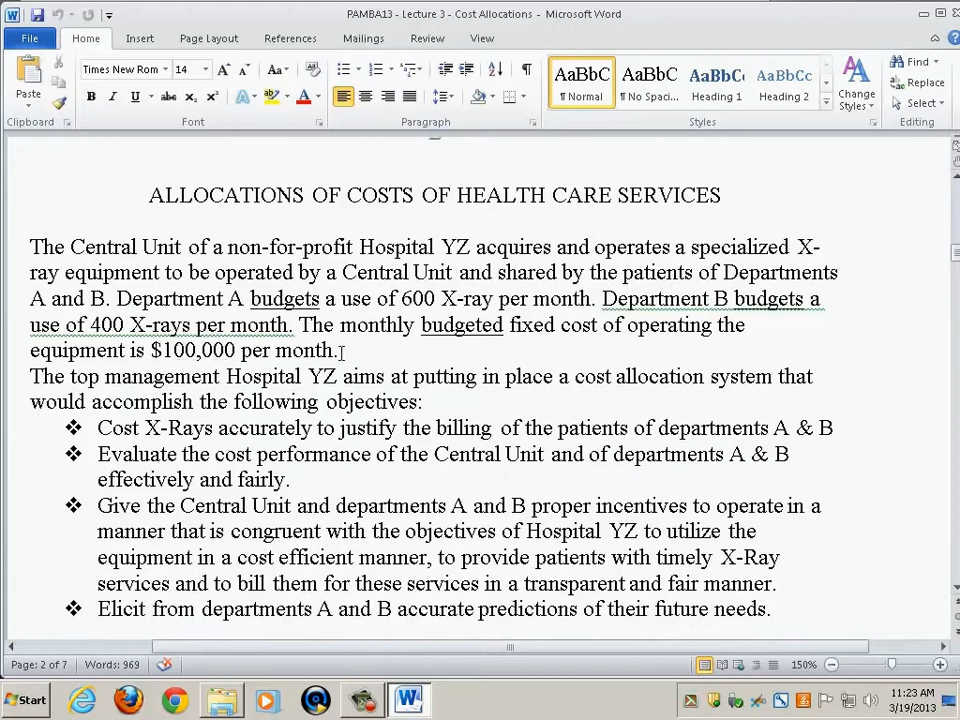 PAMBA13 - Lecture 3 - Cost Allocations - Microsoft Word
File Home Insert Page Layout References Mailings Review View
Paste
Times New Rom 14
B I U abc x₂ x² A ab A
Clipboard Font Paragraph Styles Editing
AaBbC AaBbC AaBbC AaBbCc
¶ Normal ¶ No Spaci... Heading 1 Heading 2
Change Styles
Find
Replace
Select
ALLOCATIONS OF COSTS OF HEALTH CARE SERVICES
The Central Unit of a non-for-profit Hospital YZ acquires and operates a specialized X-
ray equipment to be operated by a Central Unit and shared by the patients of Departments
A and B. Department A budgets a use of 600 X-ray per month. Department B budgets a
use of 400 X-rays per month. The monthly budgeted fixed cost of operating the
equipment is $100,000 per month.
The top management Hospital YZ aims at putting in place a cost allocation system that
would accomplish the following objectives:
❖ Cost X-Rays accurately to justify the billing of the patients of departments A & B
❖ Evaluate the cost performance of the Central Unit and of departments A & B
effectively and fairly.
❖ Give the Central Unit and departments A and B proper incentives to operate in a
manner that is congruent with the objectives of Hospital YZ to utilize the
equipment in a cost efficient manner, to provide patients with timely X-Ray
services and to bill them for these services in a transparent and fair manner.
❖ Elicit from departments A and B accurate predictions of their future needs.
Page: 2 of 7 Words: 969 150%
Start
11:23 AM
3/19/2013